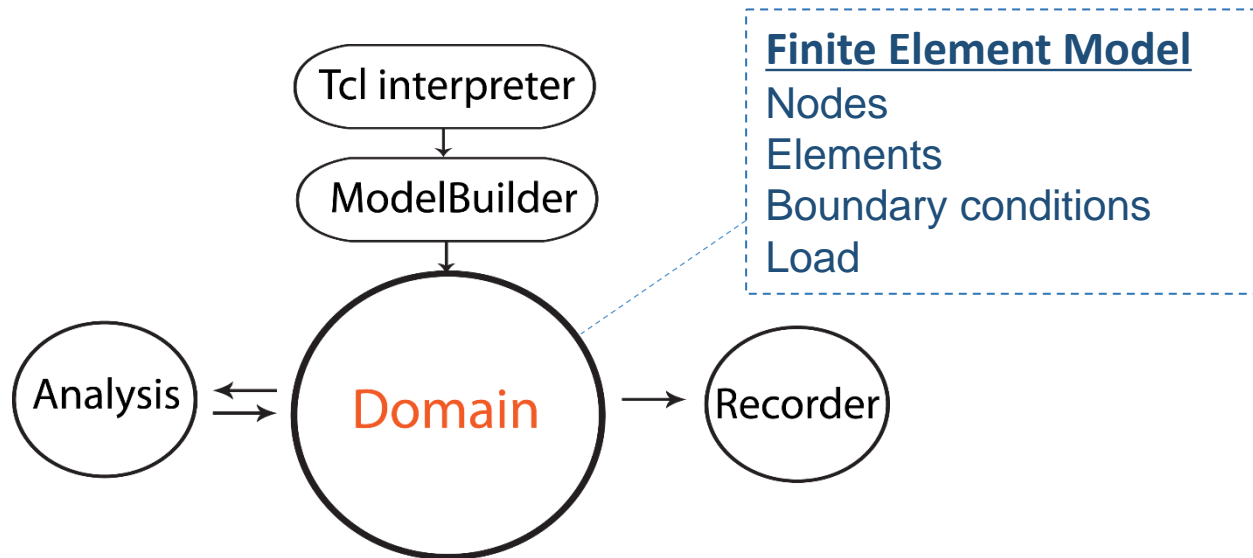 Tcl interpreter
ModelBuilder
Domain
Analysis
Recorder
Finite Element Model
Nodes
Elements
Boundary conditions
Load